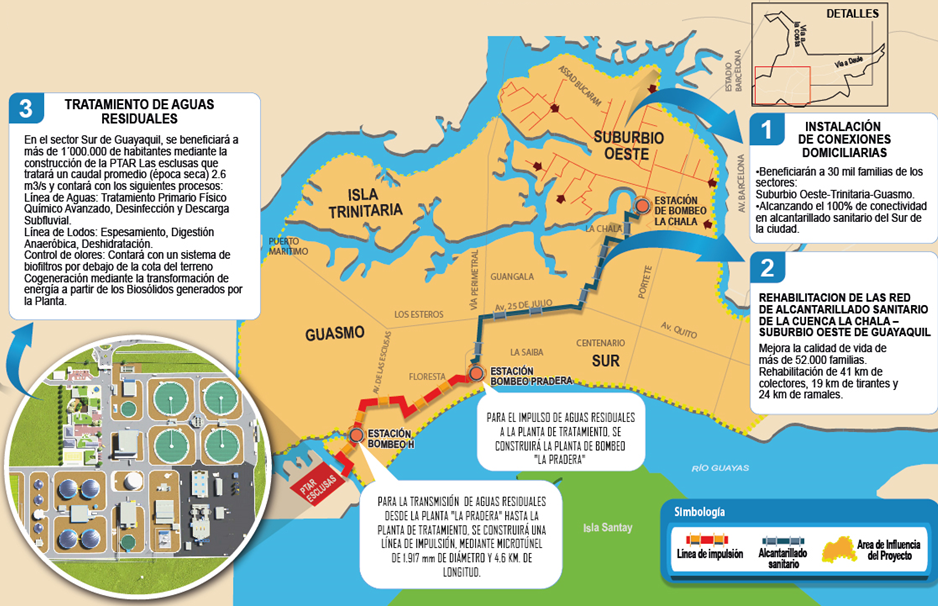 DETALLES
Vía a la costa
Vía a Daule
3
TRATAMIENTO DE AGUAS
RESIDUALES
En el sector Sur de Guayaquil, se beneficiará a
más de 1´000.000 de habitantes mediante la
construcción de la PTAR Las esclusas que
tratará un caudal promedio (época seca) 2.6
m3/s y contará con los siguientes procesos:
Línea de Aguas: Tratamiento Primario Físico
Químico Avanzado, Desinfección y Descarga
Subfluvial.
Línea de Lodos: Espesamiento, Digestión
Anaeróbica, Deshidratación.
Control de olores: Contará con un sistema de
biofiltros por debajo de la cota del terreno
Cogeneración mediante la transformación de
energía a partir de los Biosólidos generados por
la Planta.
ESTADIO
BARCELONA
ASSAD BUCARAM
SUBURBIO
OESTE
ISLA
TRINITARIA
AV. BARCELONA
1
INSTALACIÓN
DE CONEXIONES
DOMICILIARIAS
•Beneficiarán a 30 mil familias de los
sectores:
Suburbio Oeste-Trinitaria-Guasmo.
•Alcanzando el 100% de conectividad
en alcantarillado sanitario del Sur de
la ciudad.
ESTACIÓN
DE BOMBEO
LA CHALA
LA CHALA
PUERTO
MARITIMO
VÍA PERIMETRAL
GUANGALA
PORTETE
2
REHABILITACION DE LAS RED
DE ALCANTARILLADO SANITARIO
DE LA CUENCA LA CHALA –
SUBURBIO OESTE DE GUAYAQUIL
Mejora la calidad de vida de
más de 52.000 familias.
Rehabilitación de 41 km de
colectores, 19 km de tirantes y
24 km de ramales.
Av. 25 DE JULIO
LOS ESTEROS
GUASMO
Av. QUITO
CENTENARIO
LA SAIBA
SUR
AV. DE LAS ESCLUSAS
FLORESTA
ESTACIÓN
BOMBEO PRADERA
PARA EL IMPULSO DE AGUAS RESIDUALES
A LA PLANTA DE TRATAMIENTO, SE
CONSTRUIRÁ LA PLANTA DE BOMBEO
"LA PRADERA"
ESTACIÓN
BOMBEO H
PTAR
ESCLUSAS
RÍO GUAYAS
PARA LA TRANSMISIÓN DE AGUAS RESIDUALES
DESDE LA PLANTA "LA PRADERA" HASTA LA
PLANTA DE TRATAMIENTO, SE CONSTRUIRÁ UNA
LÍNEA DE IMPULSIÓN, MEDIANTE MICROTÚNEL
DE 1.917 mm DE DIÁMETRO Y 4.6 KM. DE
LONGITUD.
Isla Santay
Simbología
Línea de impulsión
Alcantarillado
sanitario
Area de Influencia
del Proyecto